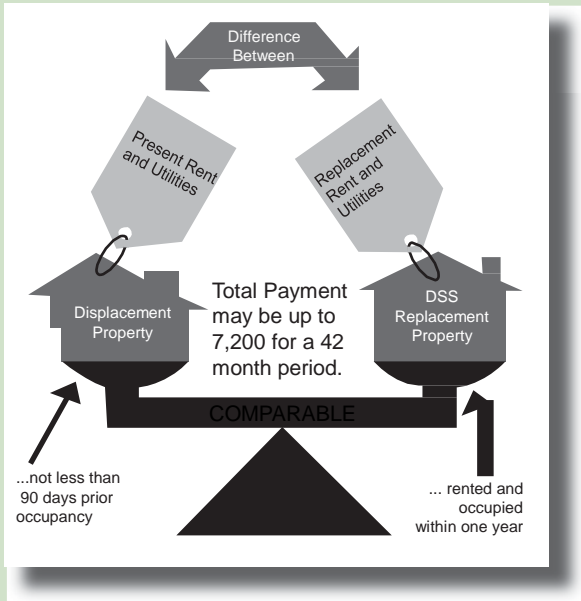 Difference
Between
Present Rent
and Utilities
Replacement
Rent and
Utilities
Displacement
Property
Total Payment
may be up to
7,200 for a 42
month period.
DSS
Replacement
Property
COMPARABLE
...not less than
90 days prior
occupancy
... rented and
occupied
within one year